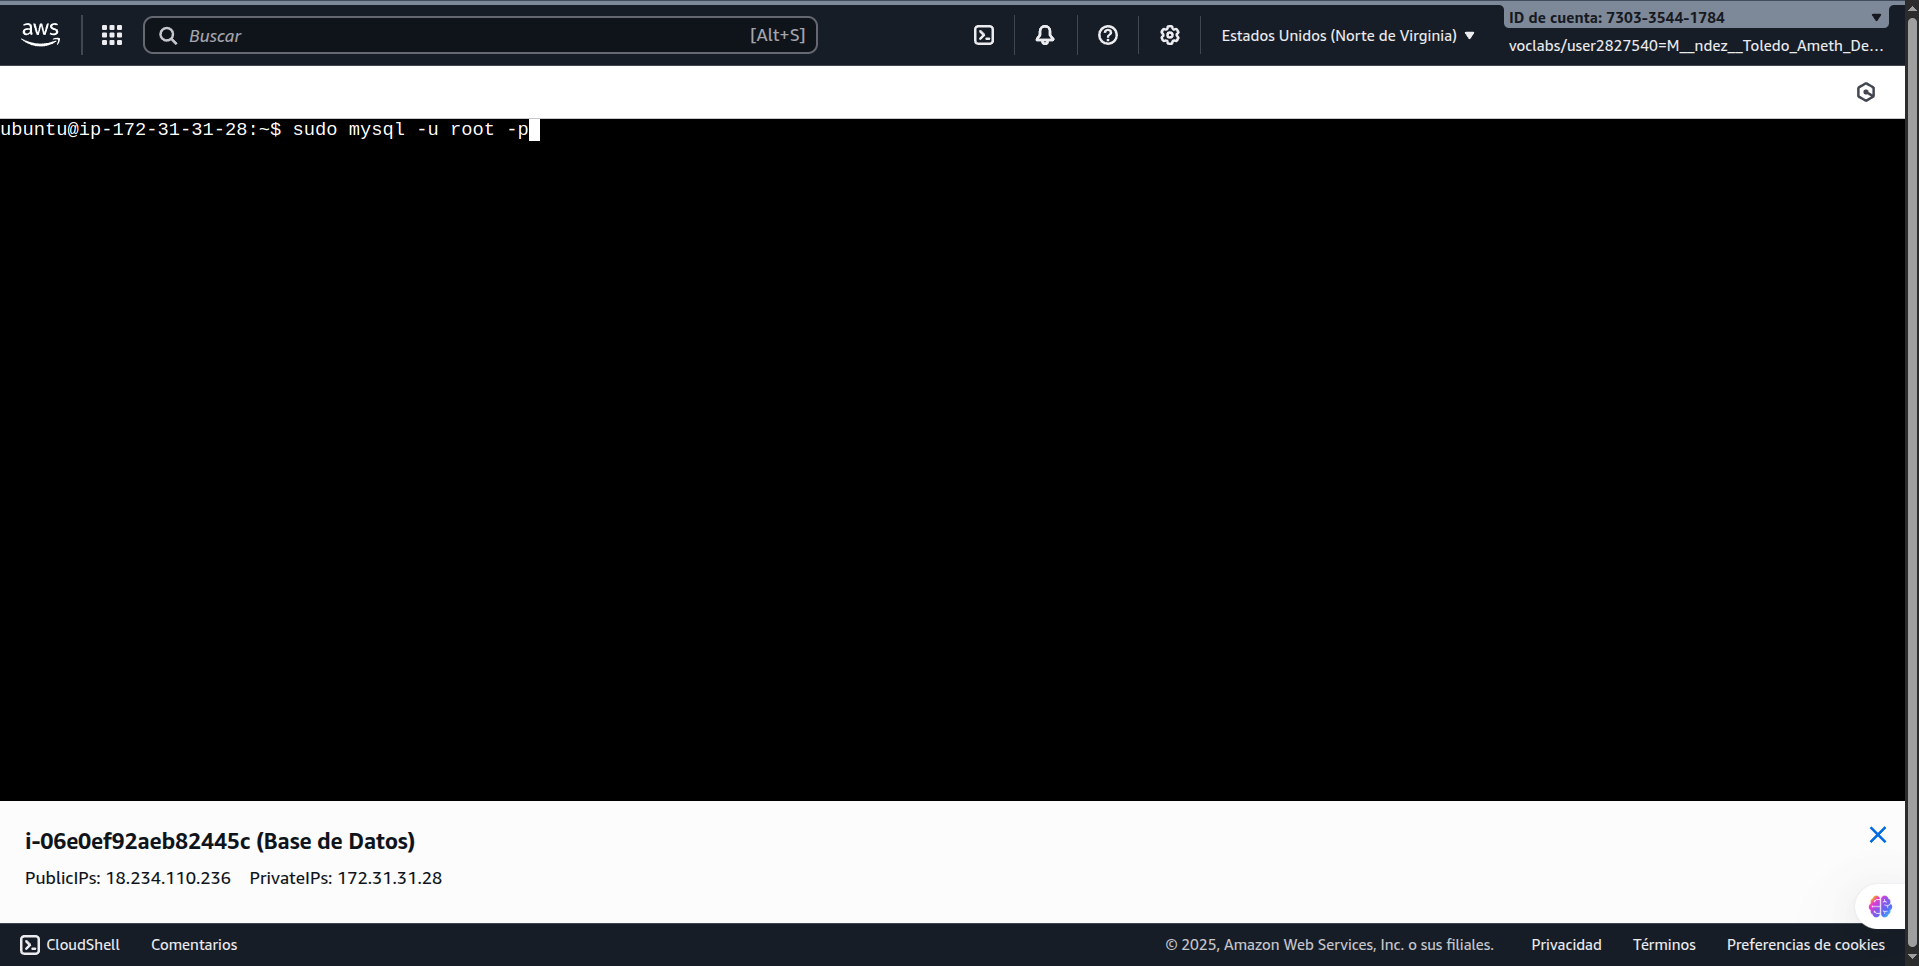 aws
Buscar
[Alt+S]
Estados Unidos (Norte de Virginia)
ID de cuenta: 7303-3544-1784
voclabs/user2827540=M__ndez__Toledo_Ameth_De...
ubuntu@ip-172-31-31-28:~$ sudo mysql -u root -p
i-06e0ef92aeb82445c (Base de Datos)
PublicIPs: 18.234.110.236 PrivateIPs: 172.31.31.28
CloudShell Comentarios © 2025, Amazon Web Services, Inc. o sus filiales. Privacidad Términos Preferencias de cookies